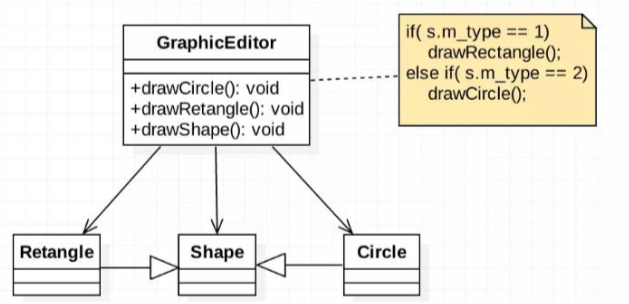 GraphicEditor
+drawCircle(): void
+drawRetangle(): void
+drawShape(): void
if( s.m_type == 1)
drawRectangle();
else if( s.m_type == 2)
drawCircle();
Retangle
Shape
Circle